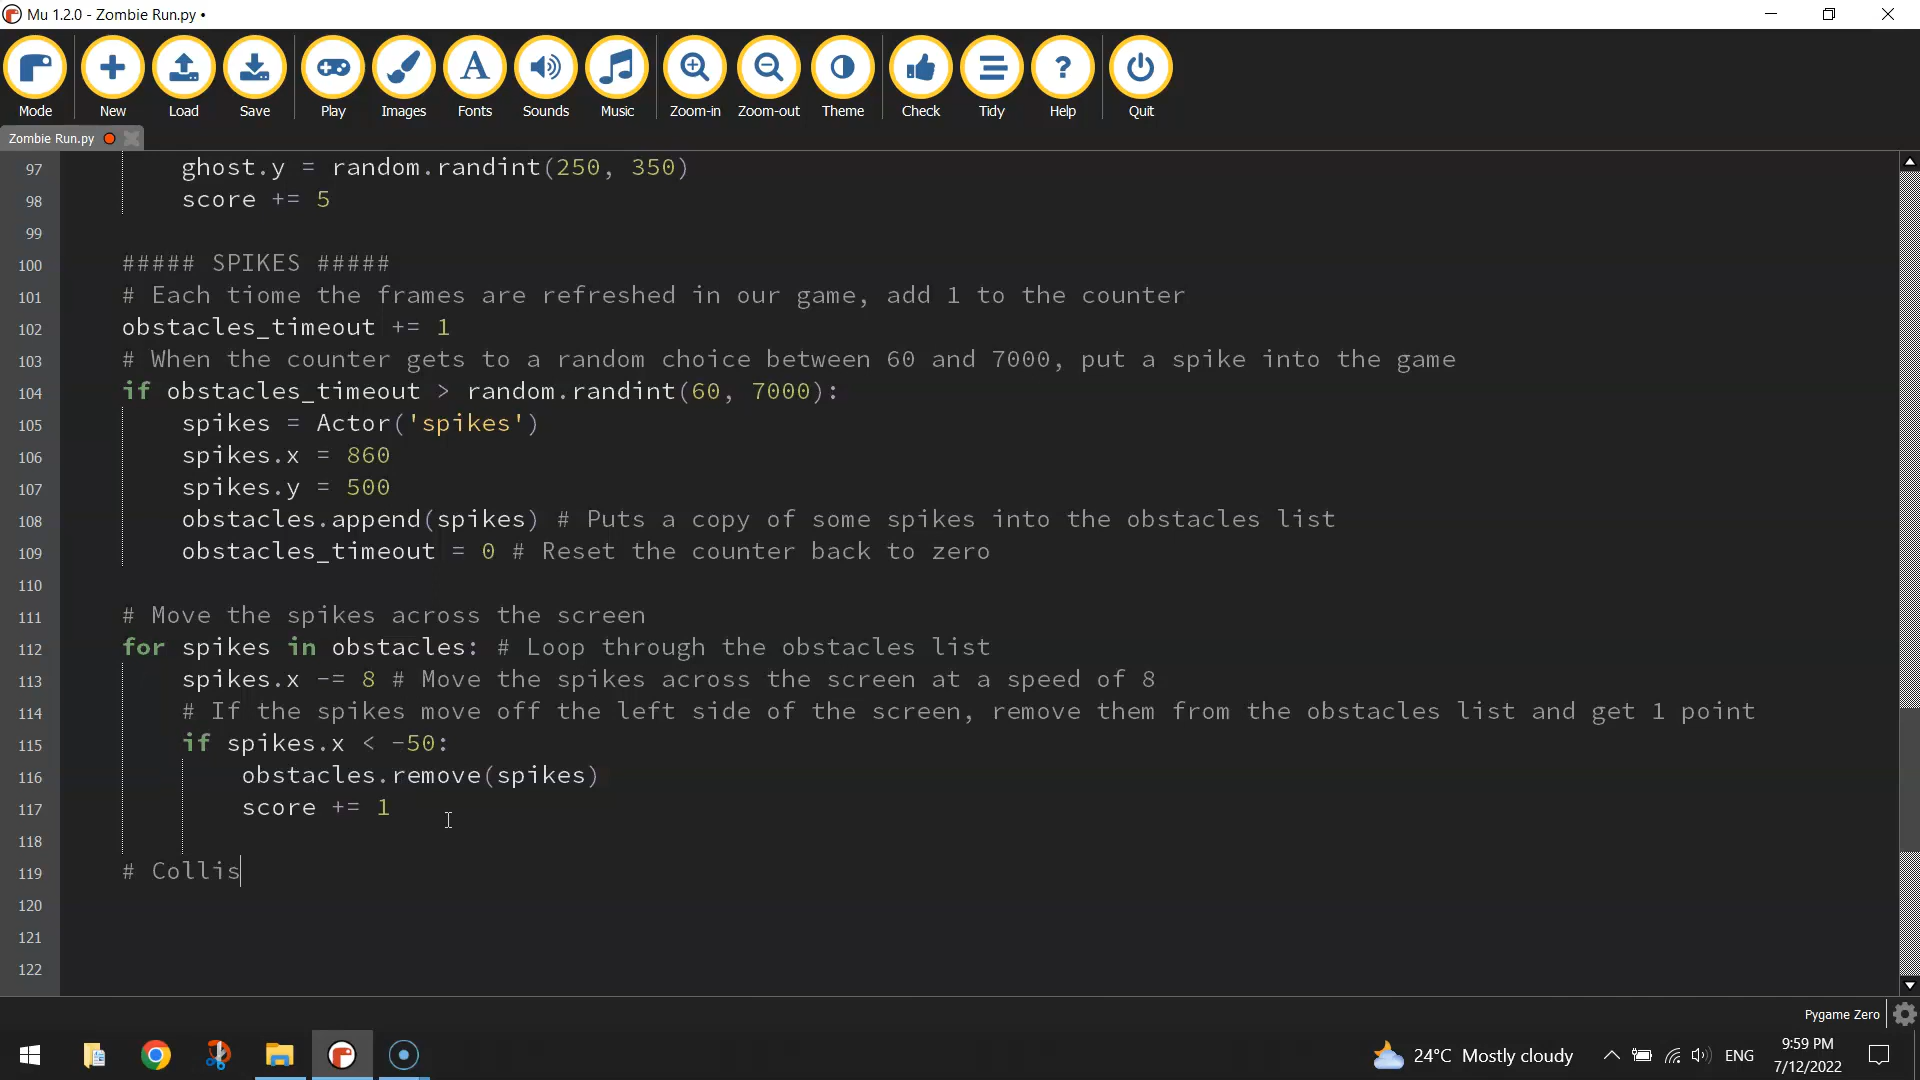 Mu 1.2.0 - Zombie Run.py •
Mode New Load Save Play Images Fonts Sounds Music Zoom-in Zoom-out Theme Check Tidy Help Quit
Zombie Run.py
97 ghost.y = random.randint(250, 350)
98 score += 5
99
100 ##### SPIKES #####
101 # Each tiome the frames are refreshed in our game, add 1 to the counter
102 obstacles_timeout += 1
103 # When the counter gets to a random choice between 60 and 7000, put a spike into the game
104 if obstacles_timeout > random.randint(60, 7000):
105 spikes = Actor('spikes')
106 spikes.x = 860
107 spikes.y = 500
108 obstacles.append(spikes) # Puts a copy of some spikes into the obstacles list
109 obstacles_timeout = 0 # Reset the counter back to zero
110
111 # Move the spikes across the screen
112 for spikes in obstacles: # Loop through the obstacles list
113 spikes.x -= 8 # Move the spikes across the screen at a speed of 8
114 # If the spikes move off the left side of the screen, remove them from the obstacles list and get 1 point
115 if spikes.x < -50:
116 obstacles.remove(spikes)
117 score += 1
118
119 # Collis
120
121
122
Pygame Zero
24°C Mostly cloudy ENG 9:59 PM
7/12/2022